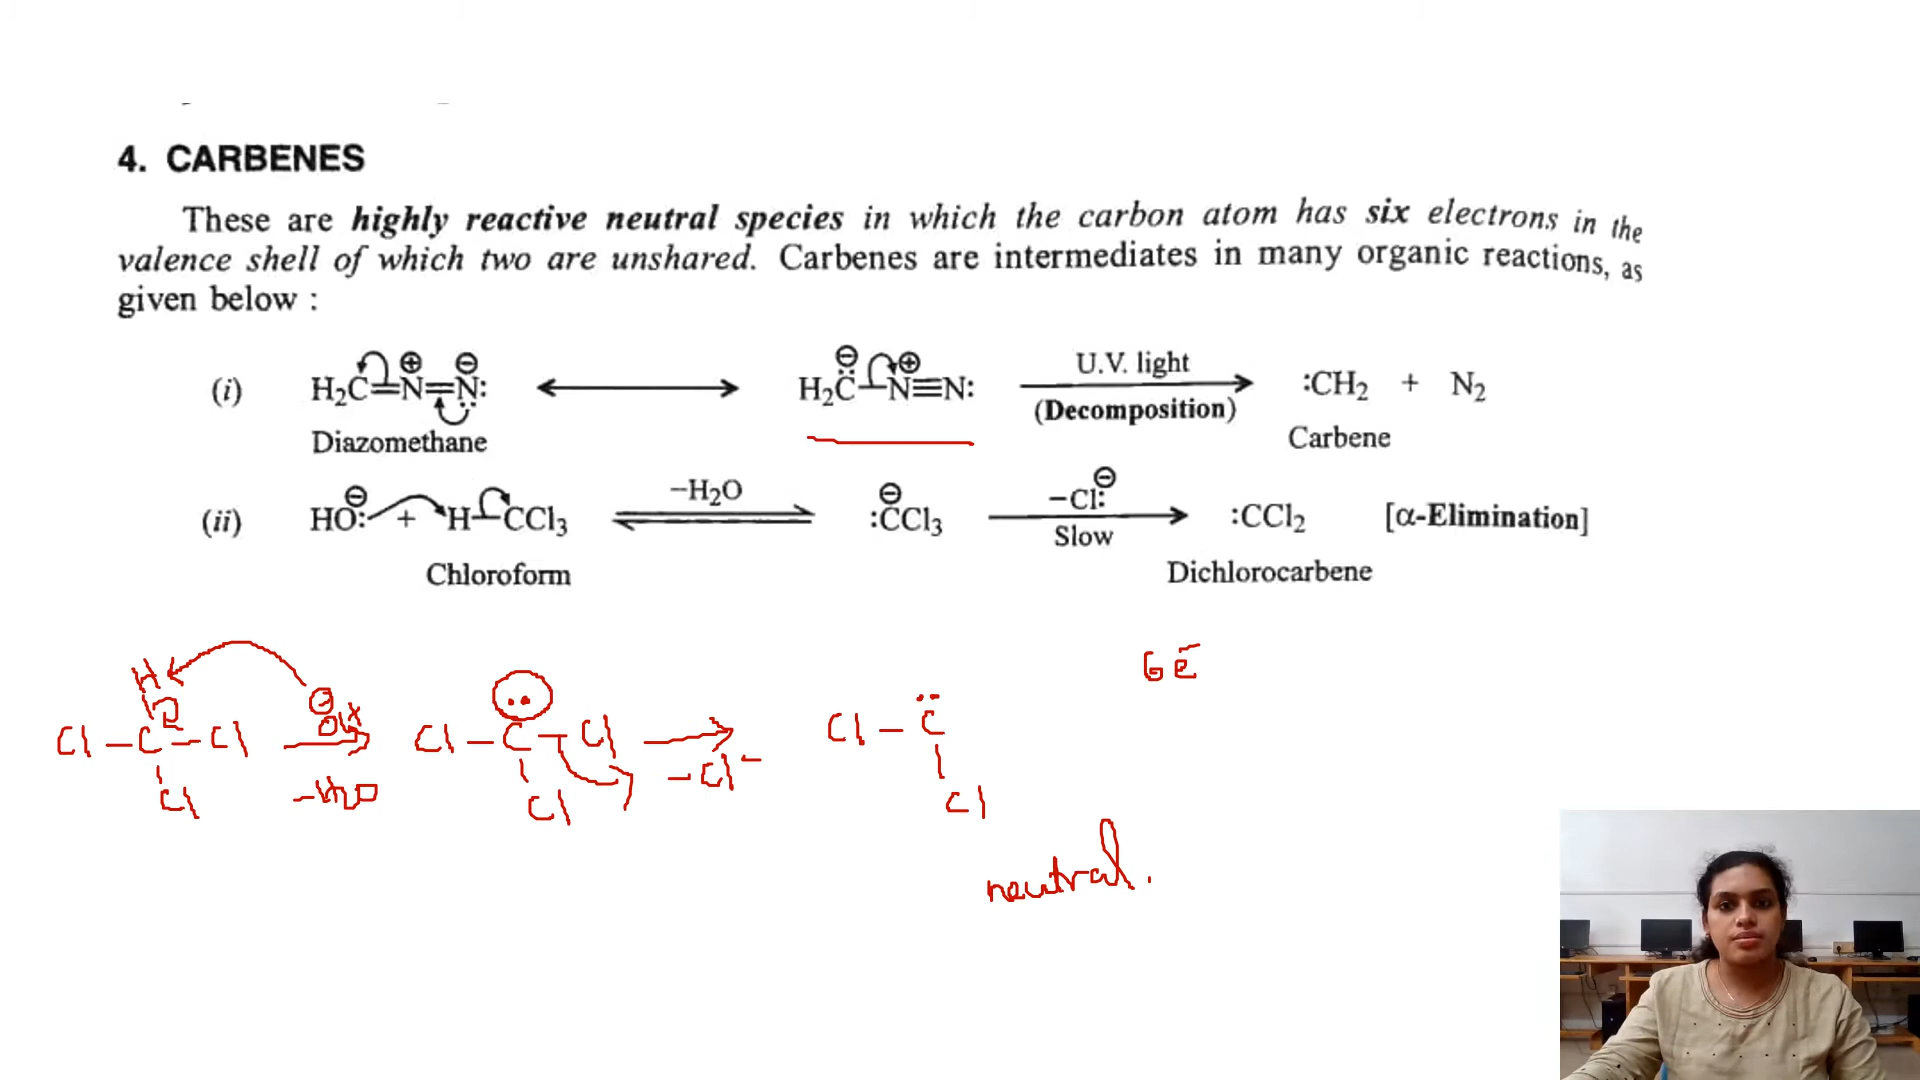 4. CARBENES
These are highly reactive neutral species in which the carbon atom has six electrons in the
valence shell of which two are unshared. Carbenes are intermediates in many organic reactions, as
given below :
(i) H₂C=N⊕=N⊖: ⟷ H₂C̈⊖–N⊕≡N: U.V. light (Decomposition) :CH₂ + N₂
Diazomethane Carbene
(ii) HO:⊖ + H–CCl₃ –H₂O ⇌ :CCl₃⊖ –Cl:⊖ Slow → :CCl₂ [α-Elimination]
Chloroform Dichlorocarbene
6 e⁻
H ⊖
Cl – C – Cl Cl – C – Cl → Cl – C̈
Cl –H₂O Cl –Cl⁻ Cl
neutral.